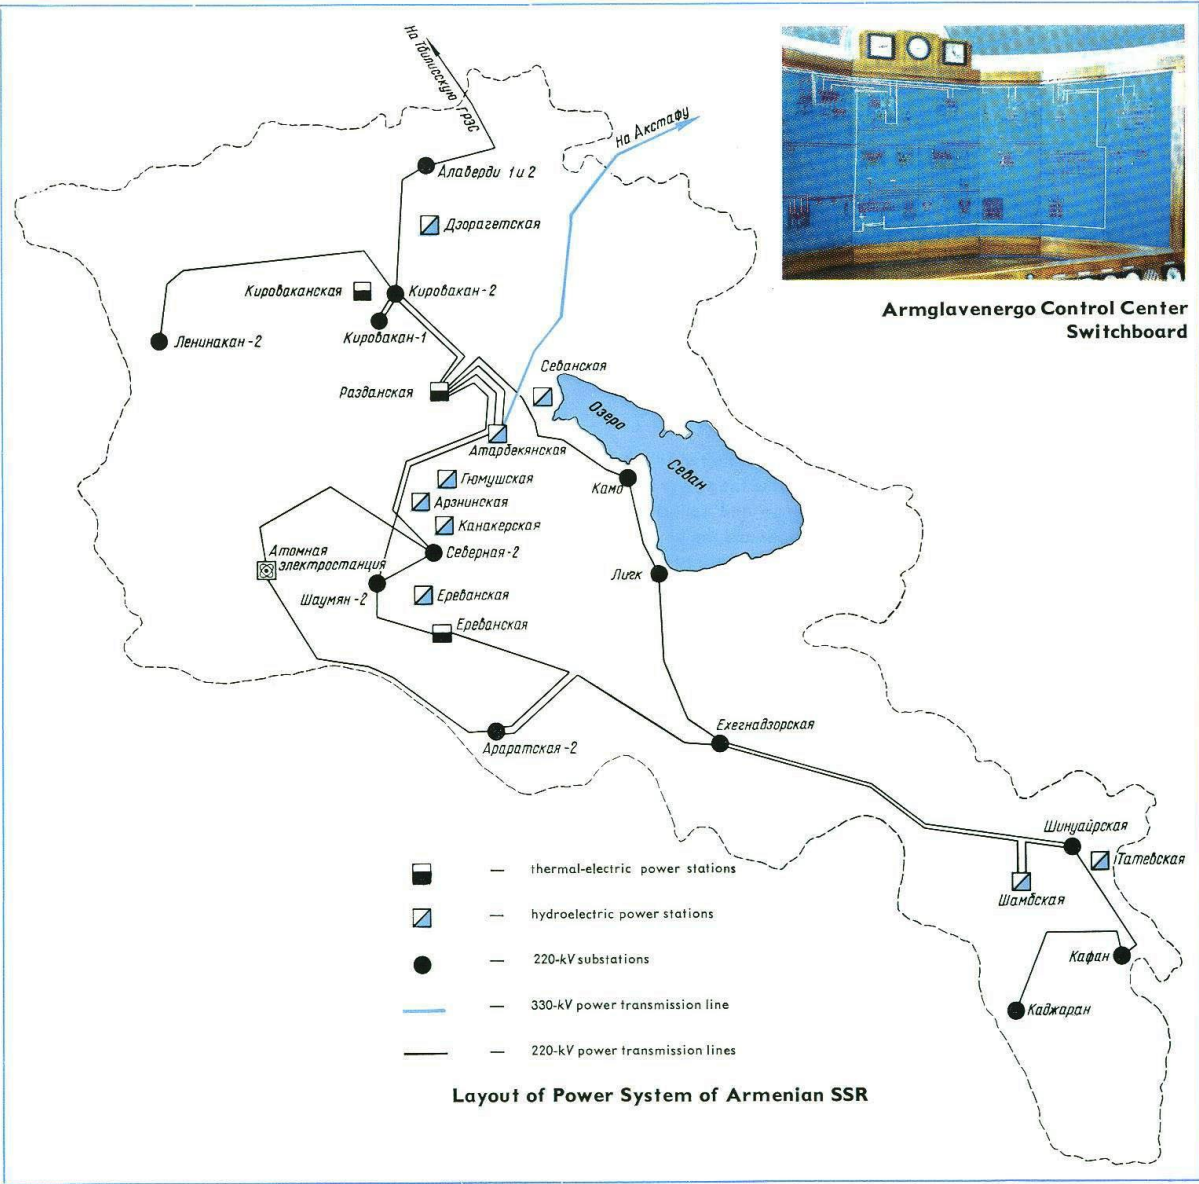 На Тбилисскую ГРЭС
на Акстафу
Алаверди 1 и 2
Дзорагетская
Кироваканская
Кировакан-2
Кировакан-1
Ленинакан-2
Armglavenergo Control Center
Switchboard
Севанская
Разданская
Озеро
Севан
Атарбекянская
Камо
Гюмушская
Арзнинская
Канакерская
Северная-2
Атомная
электростанция
Личк
Шаумян-2
Ереванская
Ереванская
Ехегнадзорская
Араратская-2
Шинуайрская
Татевская
Шамбская
Кафан
Каджаран
— thermal-electric power stations
— hydroelectric power stations
— 220-kV substations
— 330-kV power transmission line
— 220-kV power transmission lines
Layout of Power System of Armenian SSR